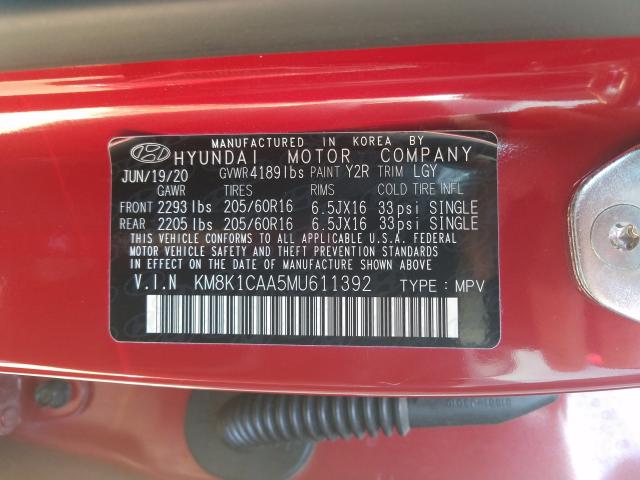 MANUFACTURED IN KOREA BY
HYUNDAI MOTOR COMPANY
JUN/19/20 GVWR 4189lbs PAINT Y2R TRIM LGY
GAWR TIRES RIMS COLD TIRE INFL
FRONT 2293 lbs 205/60R16 6.5JX16 33psi SINGLE
REAR 2205 lbs 205/60R16 6.5JX16 33psi SINGLE
THIS VEHICLE CONFORMS TO ALL APPLICABLE U.S.A. FEDERAL
MOTOR VEHICLE SAFETY AND THEFT PREVENTION STANDARDS
IN EFFECT ON THE DATE OF MANUFACTURE SHOWN ABOVE.
V.I.N KM8K1CAA5MU611392 TYPE : MPV